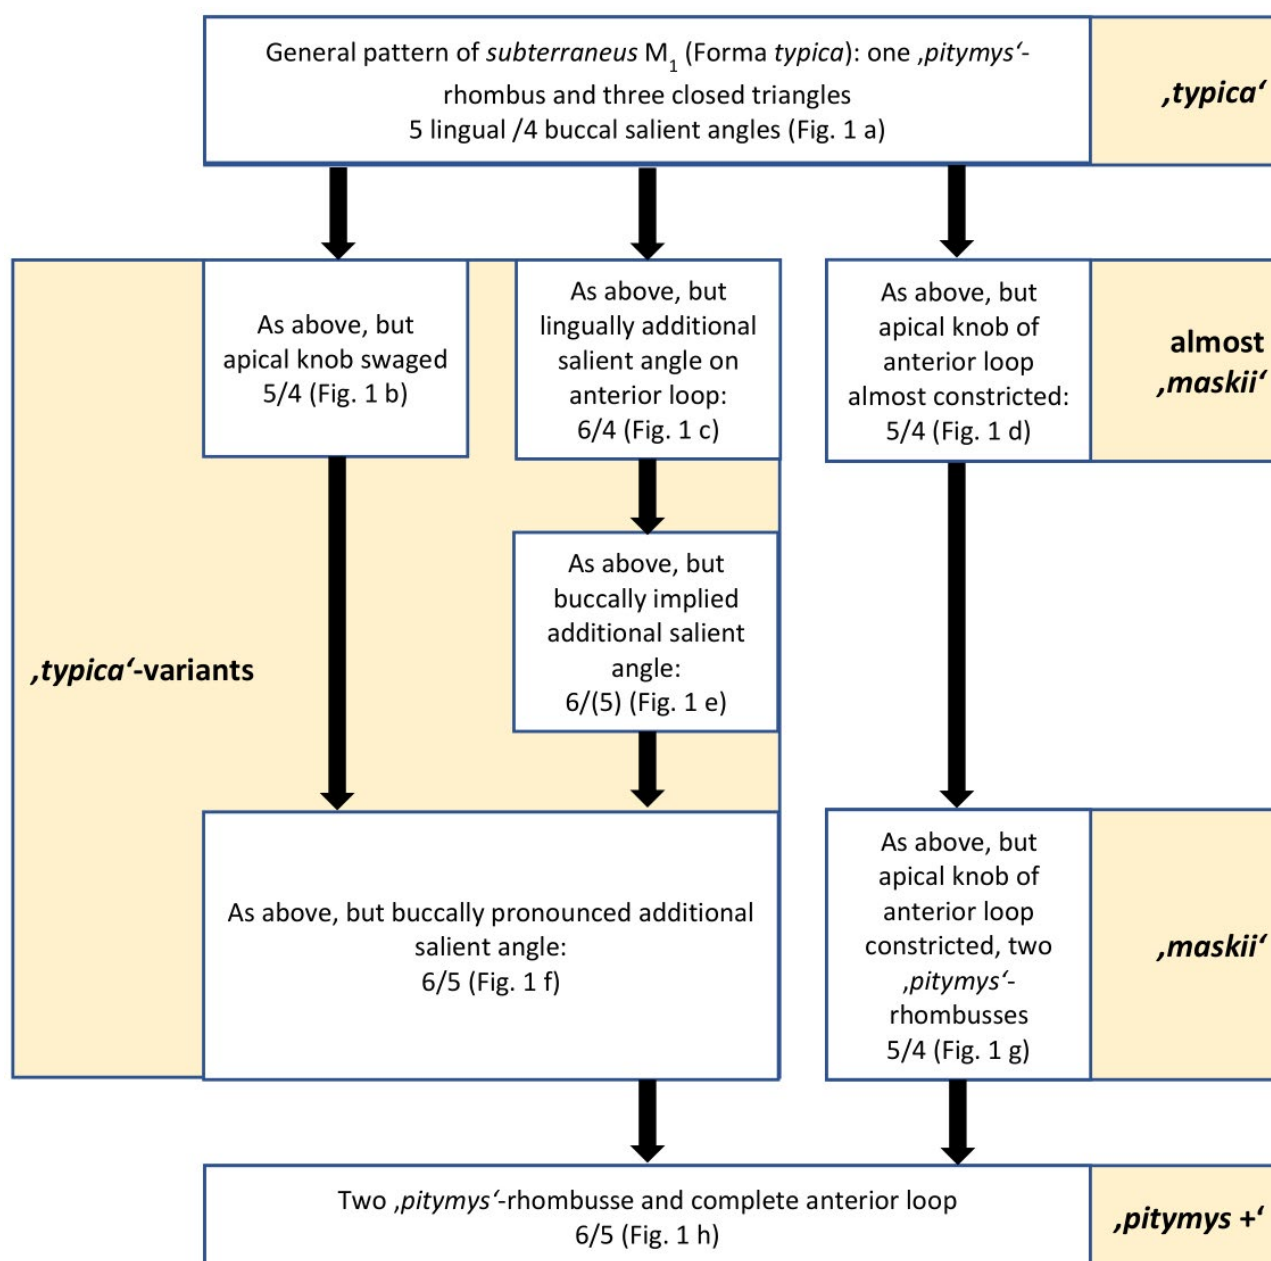 General pattern of subterraneus M1 (Forma typica): one ‚pitymys‘-
rhombus and three closed triangles
5 lingual /4 buccal salient angles (Fig. 1 a)
‚typica‘
As above, but
apical knob swaged
5/4 (Fig. 1 b)
As above, but
lingually additional
salient angle on
anterior loop:
6/4 (Fig. 1 c)
As above, but
apical knob of
anterior loop
almost constricted:
5/4 (Fig. 1 d)
almost
‚maskii‘
As above, but
buccally implied
additional salient
angle:
6/(5) (Fig. 1 e)
‚typica‘-variants
As above, but buccally pronounced additional
salient angle:
6/5 (Fig. 1 f)
As above, but
apical knob of
anterior loop
constricted, two
‚pitymys‘-
rhombusses
5/4 (Fig. 1 g)
‚maskii‘
Two ‚pitymys‘-rhombusse and complete anterior loop
6/5 (Fig. 1 h)
‚pitymys +‘